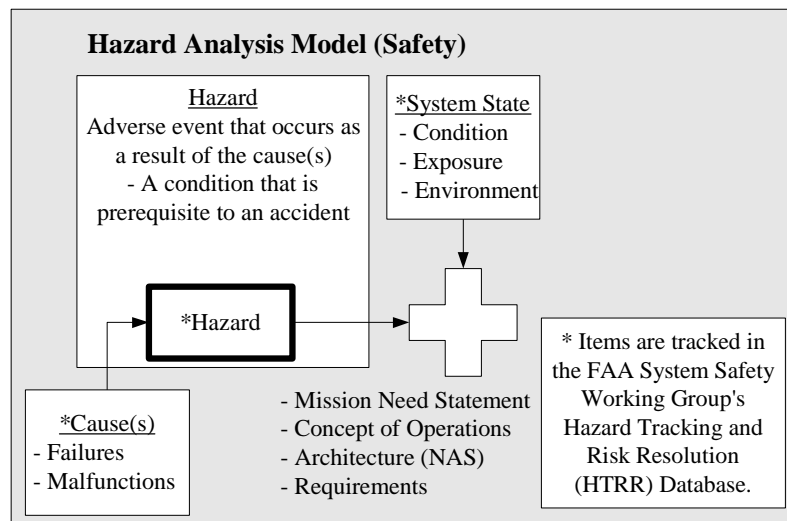 Hazard Analysis Model (Safety)
Hazard
Adverse event that occurs as
a result of the cause(s)
- A condition that is
prerequisite to an accident
*System State
- Condition
- Exposure
- Environment
*Hazard
*Cause(s)
- Failures
- Malfunctions
- Mission Need Statement
- Concept of Operations
- Architecture (NAS)
- Requirements
* Items are tracked in
the FAA System Safety
Working Group's
Hazard Tracking and
Risk Resolution
(HTRR) Database.